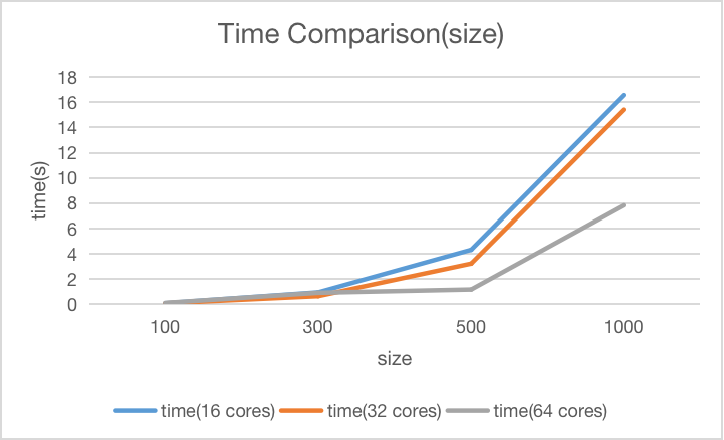 Time Comparison(size)
18
16
14
12
10
8
6
4
2
0
time(s)
100 300 500 1000
size
time(16 cores) time(32 cores) time(64 cores)